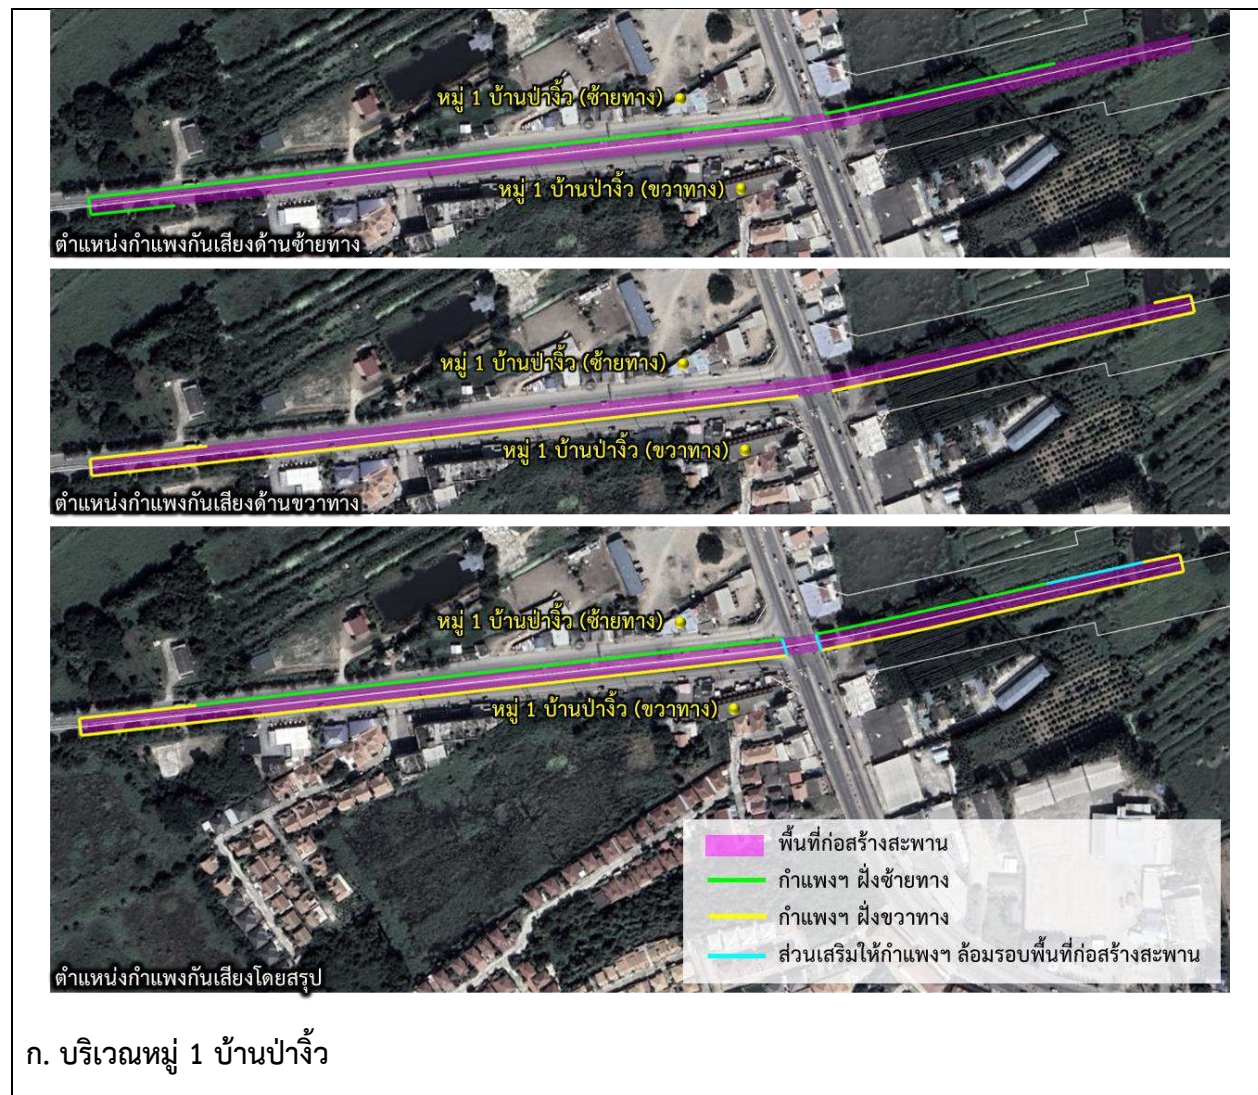 หมู่ 1 บ้านป่างิ้ว (ซ้ายทาง)
หมู่ 1 บ้านป่างิ้ว (ขวาทาง)
ตำแหน่งกำแพงกันเสียงด้านซ้ายทาง
หมู่ 1 บ้านป่างิ้ว (ซ้ายทาง)
หมู่ 1 บ้านป่างิ้ว (ขวาทาง)
ตำแหน่งกำแพงกันเสียงด้านขวาทาง
หมู่ 1 บ้านป่างิ้ว (ซ้ายทาง)
หมู่ 1 บ้านป่างิ้ว (ขวาทาง)
พื้นที่ก่อสร้างสะพาน
กำแพงฯ ฝั่งซ้ายทาง
กำแพงฯ ฝั่งขวาทาง
ส่วนเสริมให้กำแพงฯ ล้อมรอบพื้นที่ก่อสร้างสะพาน
ตำแหน่งกำแพงกันเสียงโดยสรุป
ก. บริเวณหมู่ 1 บ้านป่างิ้ว